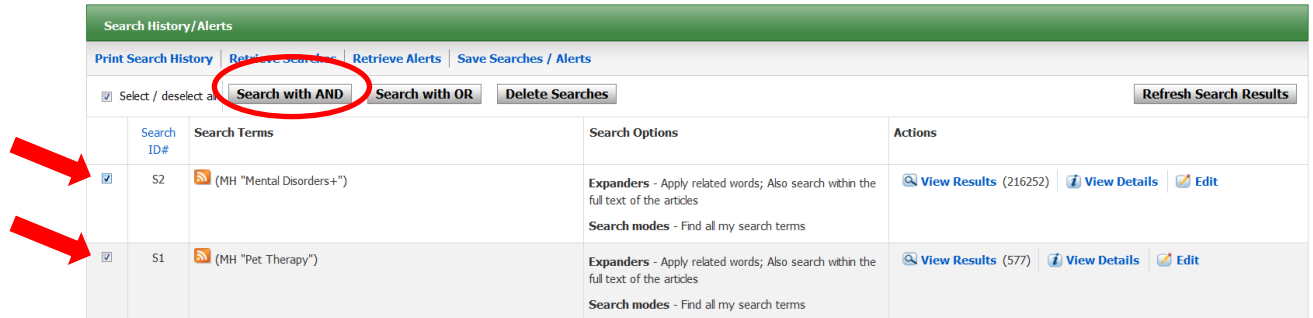 Search History/Alerts
Print Search History Retrieve Searches Retrieve Alerts Save Searches / Alerts
Select / deselect all Search with AND Search with OR Delete Searches Refresh Search Results
Search ID# Search Terms Search Options Actions
S2 (MH "Mental Disorders+") Expanders - Apply related words; Also search within the View Results (216252) View Details Edit
full text of the articles
Search modes - Find all my search terms
S1 (MH "Pet Therapy") Expanders - Apply related words; Also search within the View Results (577) View Details Edit
full text of the articles
Search modes - Find all my search terms